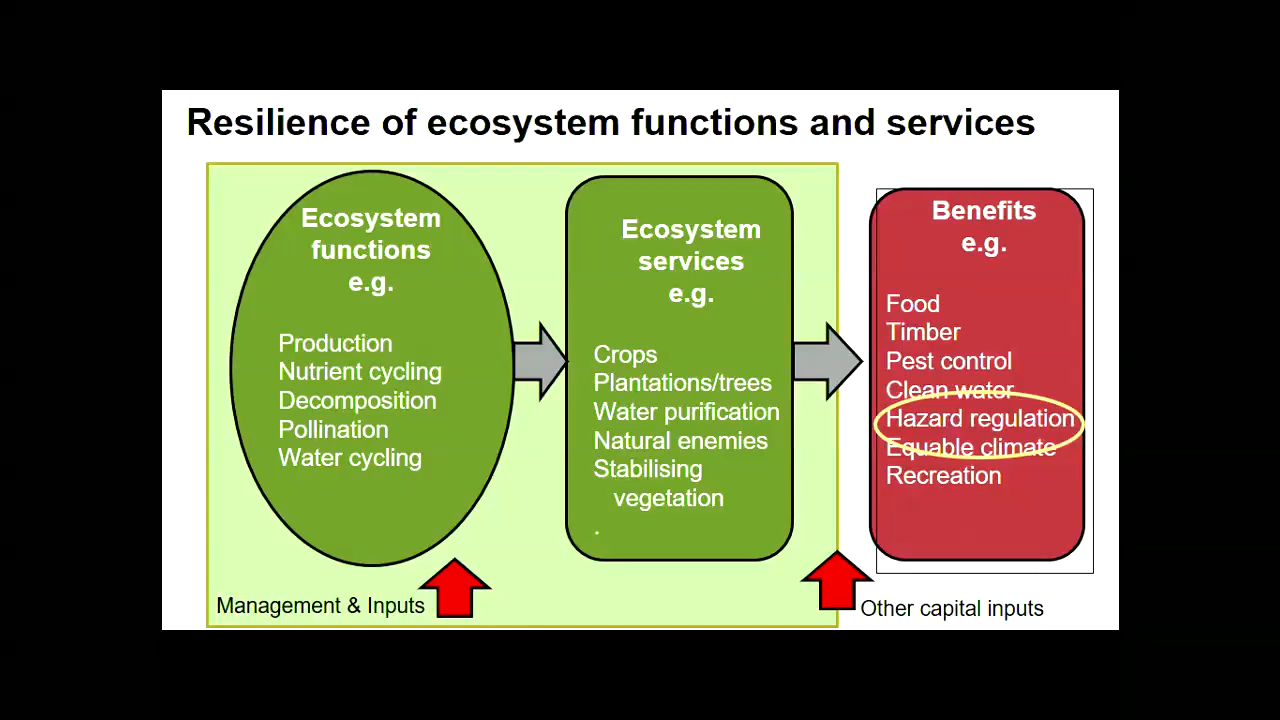 Resilience of ecosystem functions and services
Ecosystem
functions
e.g.
Production
Nutrient cycling
Decomposition
Pollination
Water cycling
Ecosystem
services
e.g.
Crops
Plantations/trees
Water purification
Natural enemies
Stabilising
vegetation
.
Benefits
e.g.
Food
Timber
Pest control
Clean water
Hazard regulation
Equable climate
Recreation
Management & Inputs
Other capital inputs